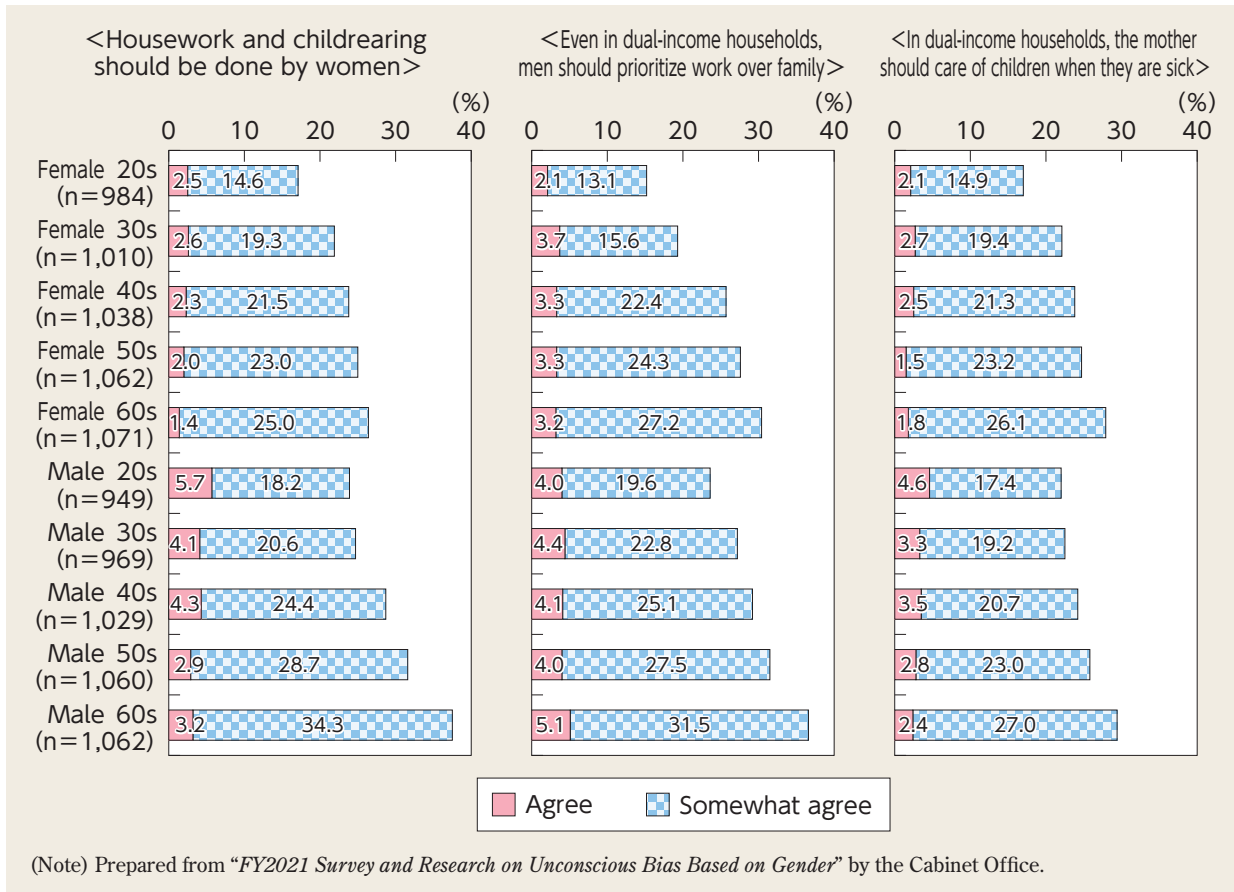 <Housework and childrearing
should be done by women>
<Even in dual-income households,
men should prioritize work over family>
<In dual-income households, the mother
should care of children when they are sick>
(%)
(%)
(%)
0 10 20 30 40
0 10 20 30 40
0 10 20 30 40
Female 20s
(n=984)
2.5 14.6
2.1 13.1
2.1 14.9
Female 30s
(n=1,010)
2.6 19.3
3.7 15.6
2.7 19.4
Female 40s
(n=1,038)
2.3 21.5
3.3 22.4
2.5 21.3
Female 50s
(n=1,062)
2.0 23.0
3.3 24.3
1.5 23.2
Female 60s
(n=1,071)
1.4 25.0
3.2 27.2
1.8 26.1
Male 20s
(n=949)
5.7 18.2
4.0 19.6
4.6 17.4
Male 30s
(n=969)
4.1 20.6
4.4 22.8
3.3 19.2
Male 40s
(n=1,029)
4.3 24.4
4.1 25.1
3.5 20.7
Male 50s
(n=1,060)
2.9 28.7
4.0 27.5
2.8 23.0
Male 60s
(n=1,062)
3.2 34.3
5.1 31.5
2.4 27.0
Agree
Somewhat agree
(Note) Prepared from "FY2021 Survey and Research on Unconscious Bias Based on Gender" by the Cabinet Office.